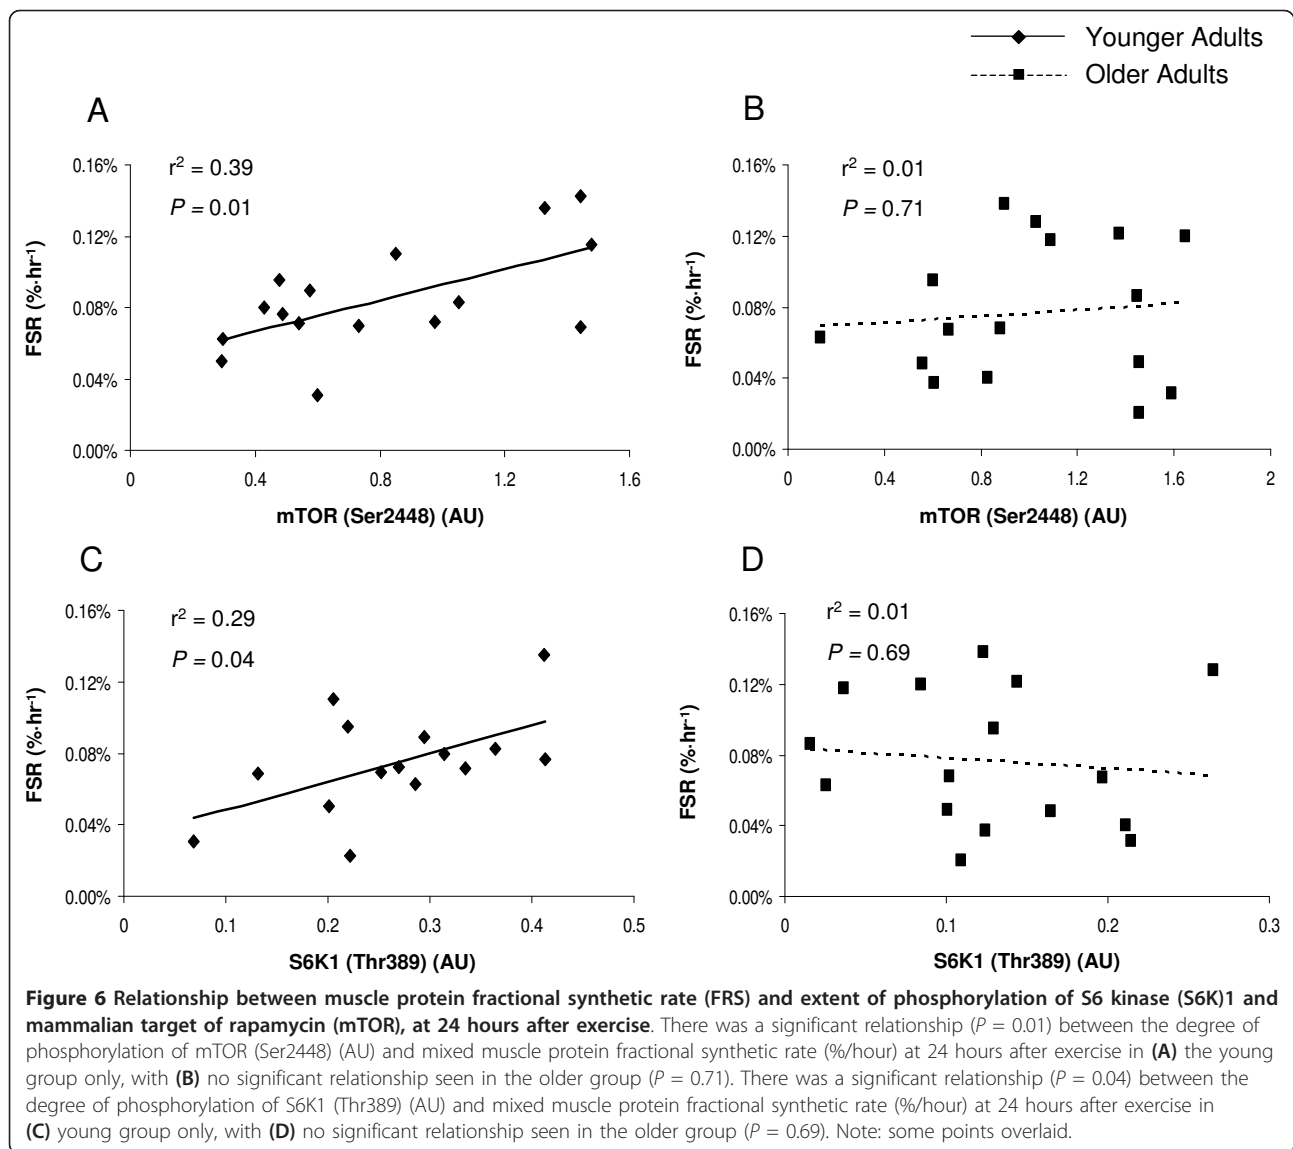 Younger Adults
Older Adults
A
r² = 0.39
P = 0.01
0.16%
0.12%
0.08%
0.04%
0.00%
FSR (%·hr⁻¹)
0 0.4 0.8 1.2 1.6
mTOR (Ser2448) (AU)
B
r² = 0.01
P = 0.71
0.16%
0.12%
0.08%
0.04%
0.00%
FSR (%·hr⁻¹)
0 0.4 0.8 1.2 1.6 2
mTOR (Ser2448) (AU)
C
r² = 0.29
P = 0.04
0.16%
0.12%
0.08%
0.04%
0.00%
FSR (%·hr⁻¹)
0 0.1 0.2 0.3 0.4 0.5
S6K1 (Thr389) (AU)
D
r² = 0.01
P = 0.69
0.16%
0.12%
0.08%
0.04%
0.00%
FSR (%·hr⁻¹)
0 0.1 0.2 0.3
S6K1 (Thr389) (AU)
Figure 6 Relationship between muscle protein fractional synthetic rate (FRS) and extent of phosphorylation of S6 kinase (S6K)1 and
mammalian target of rapamycin (mTOR), at 24 hours after exercise. There was a significant relationship (P = 0.01) between the degree of
phosphorylation of mTOR (Ser2448) (AU) and mixed muscle protein fractional synthetic rate (%/hour) at 24 hours after exercise in (A) the young
group only, with (B) no significant relationship seen in the older group (P = 0.71). There was a significant relationship (P = 0.04) between the
degree of phosphorylation of S6K1 (Thr389) (AU) and mixed muscle protein fractional synthetic rate (%/hour) at 24 hours after exercise in
(C) young group only, with (D) no significant relationship seen in the older group (P = 0.69). Note: some points overlaid.